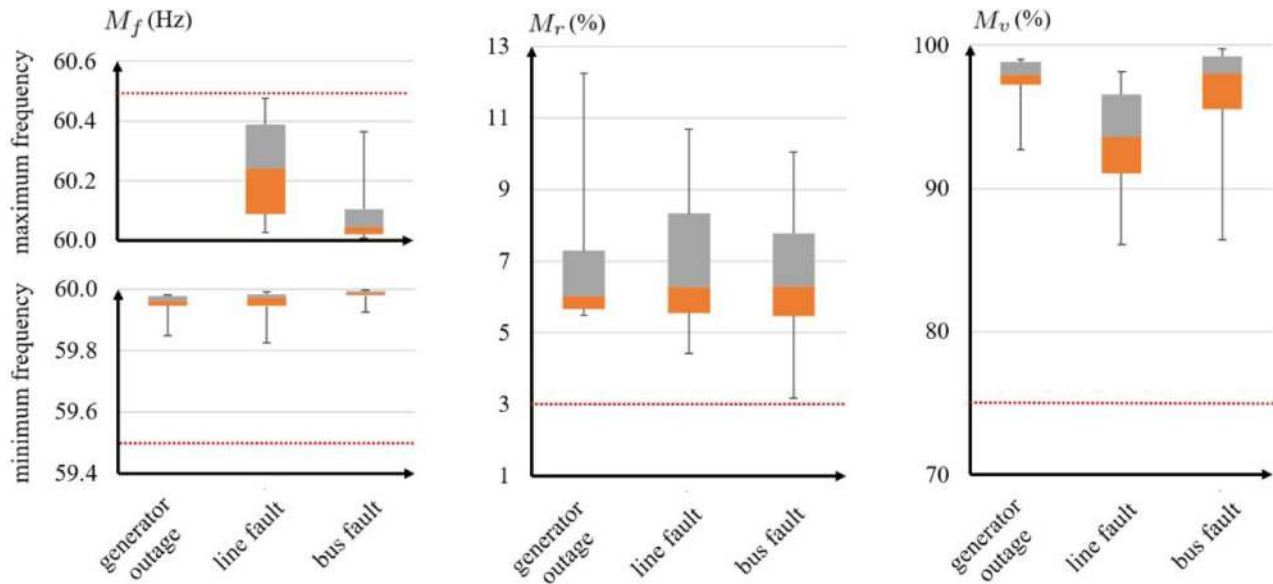 M_f (Hz)
maximum frequency
60.6
60.4
60.2
60.0
minimum frequency
60.0
59.8
59.6
59.4
generator
outage
line fault
bus fault
M_r (%)
13
11
9
7
5
3
1
generator
outage
line fault
bus fault
M_v (%)
100
90
80
70
generator
outage
line fault
bus fault